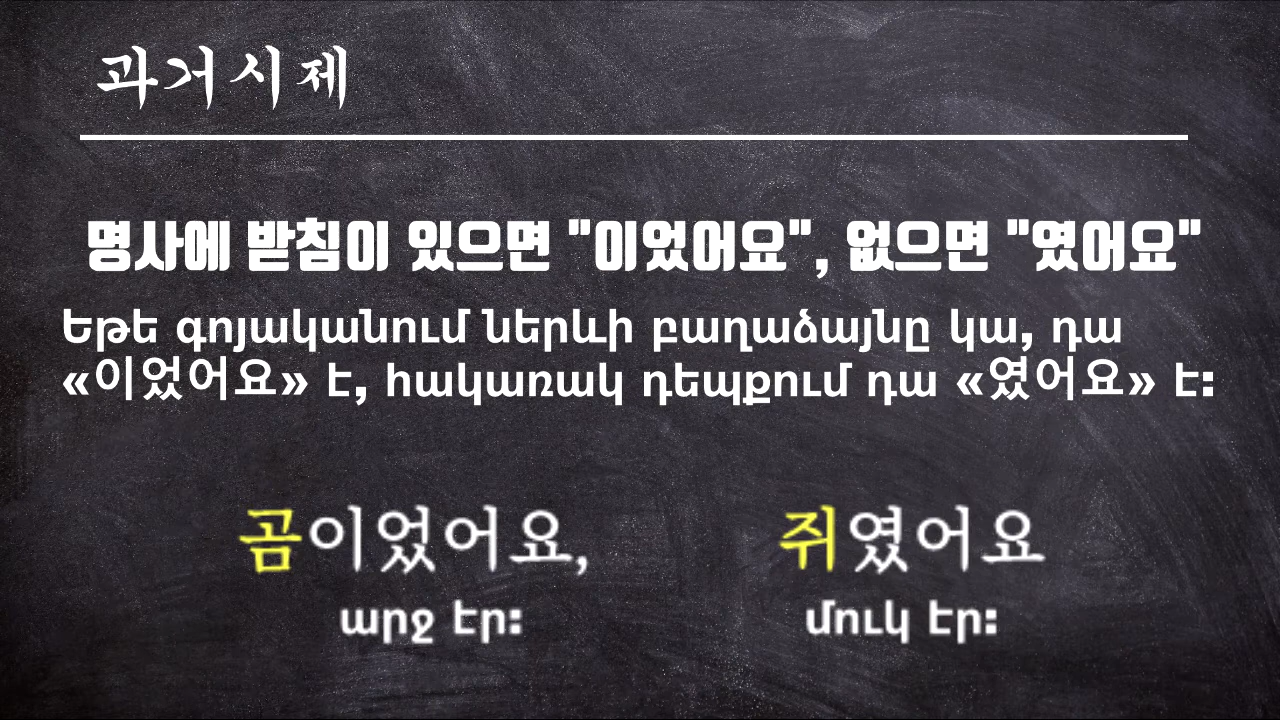 과거시제
명사에 받침이 있으면 "이었어요", 없으면 "였어요"
Եթե գոյականում ներևի բաղաձայնը կա, դա
«이었어요» է, հակառակ դեպքում դա «였어요» է:
곰이었어요, 쥐였어요
արջ էր: մուկ էր: